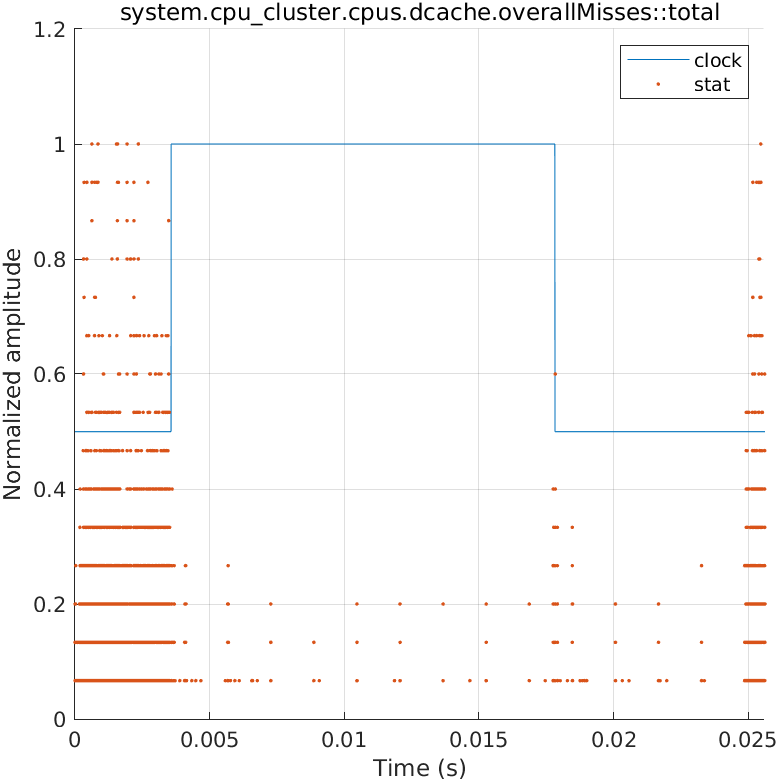 system.cpu_cluster.cpus.dcache.overallMisses::total
1.2
clock
stat
1
0.8
0.6
0.4
0.2
0
Normalized amplitude
0
0.005
0.01
0.015
0.02
0.025
Time (s)